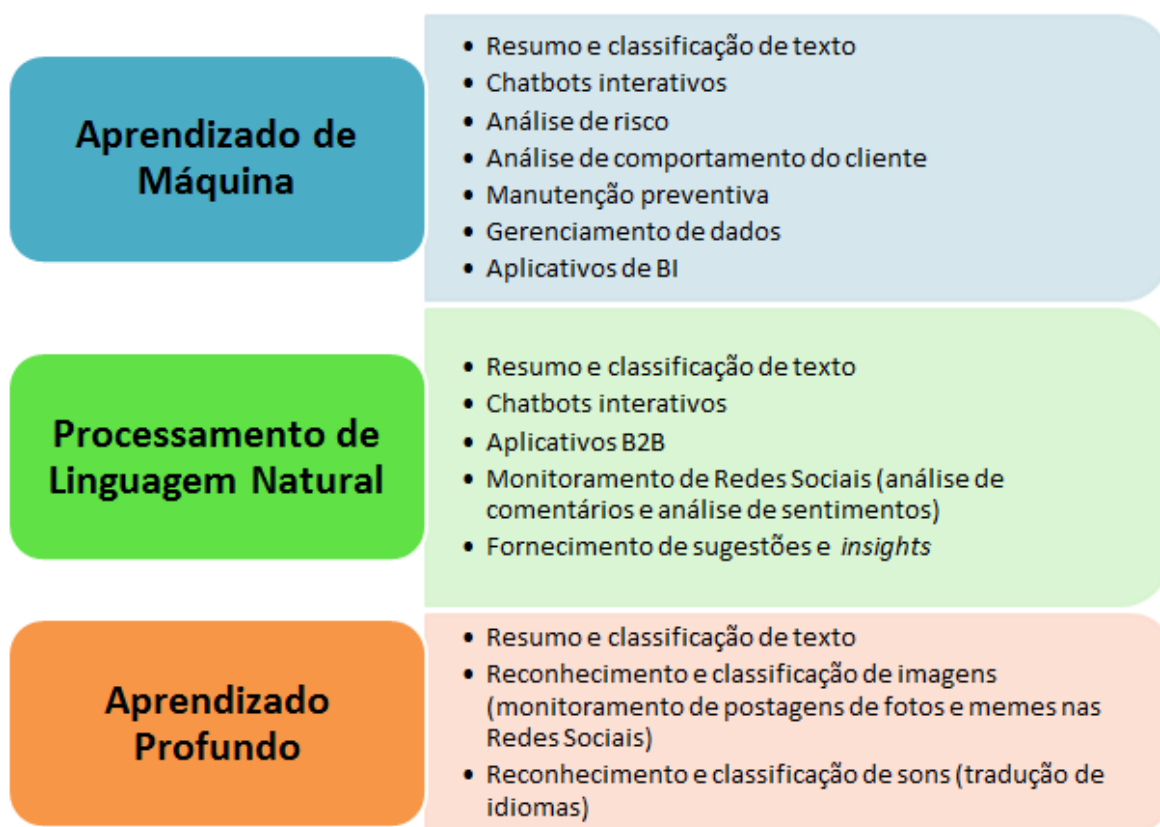 Aprendizado de
Máquina
• Resumo e classificação de texto
• Chatbots interativos
• Análise de risco
• Análise de comportamento do cliente
• Manutenção preventiva
• Gerenciamento de dados
• Aplicativos de BI
Processamento de
Linguagem Natural
• Resumo e classificação de texto
• Chatbots interativos
• Aplicativos B2B
• Monitoramento de Redes Sociais (análise de
comentários e análise de sentimentos)
• Fornecimento de sugestões e insights
Aprendizado
Profundo
• Resumo e classificação de texto
• Reconhecimento e classificação de imagens
(monitoramento de postagens de fotos e memes nas
Redes Sociais)
• Reconhecimento e classificação de sons (tradução de
idiomas)